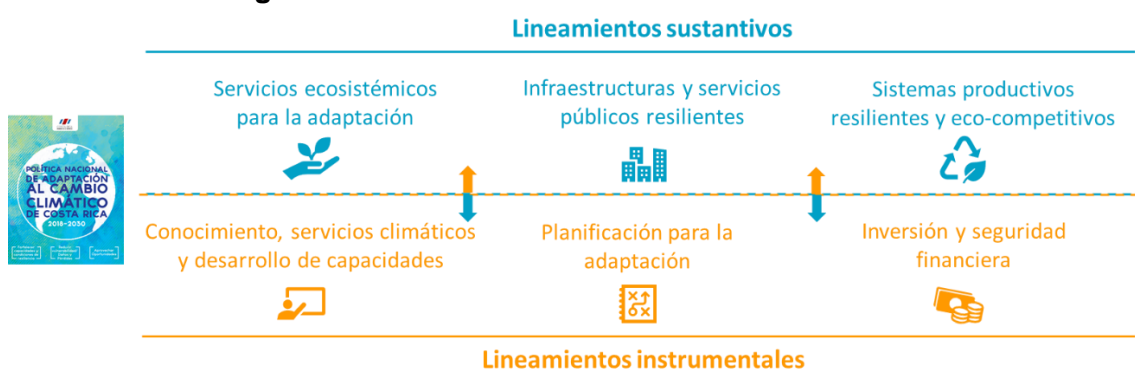 Lineamientos sustantivos
Servicios ecosistémicos
para la adaptación
Infraestructuras y servicios
públicos resilientes
Sistemas productivos
resilientes y eco-competitivos
POLÍTICA NACIONAL
DE ADAPTACIÓN
AL CAMBIO
CLIMÁTICO
DE COSTA RICA
2018-2030
Conocimiento, servicios climáticos
y desarrollo de capacidades
Planificación para la
adaptación
Inversión y seguridad
financiera
Lineamientos instrumentales